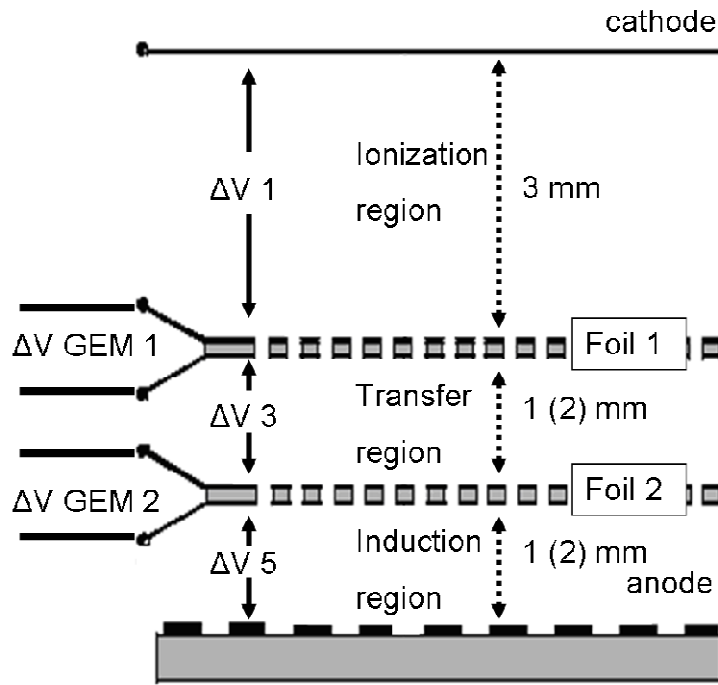 cathode
Ionization
region
ΔV 1
3 mm
ΔV GEM 1
Foil 1
ΔV 3
Transfer
region
1 (2) mm
ΔV GEM 2
Foil 2
ΔV 5
Induction
region
1 (2) mm
anode